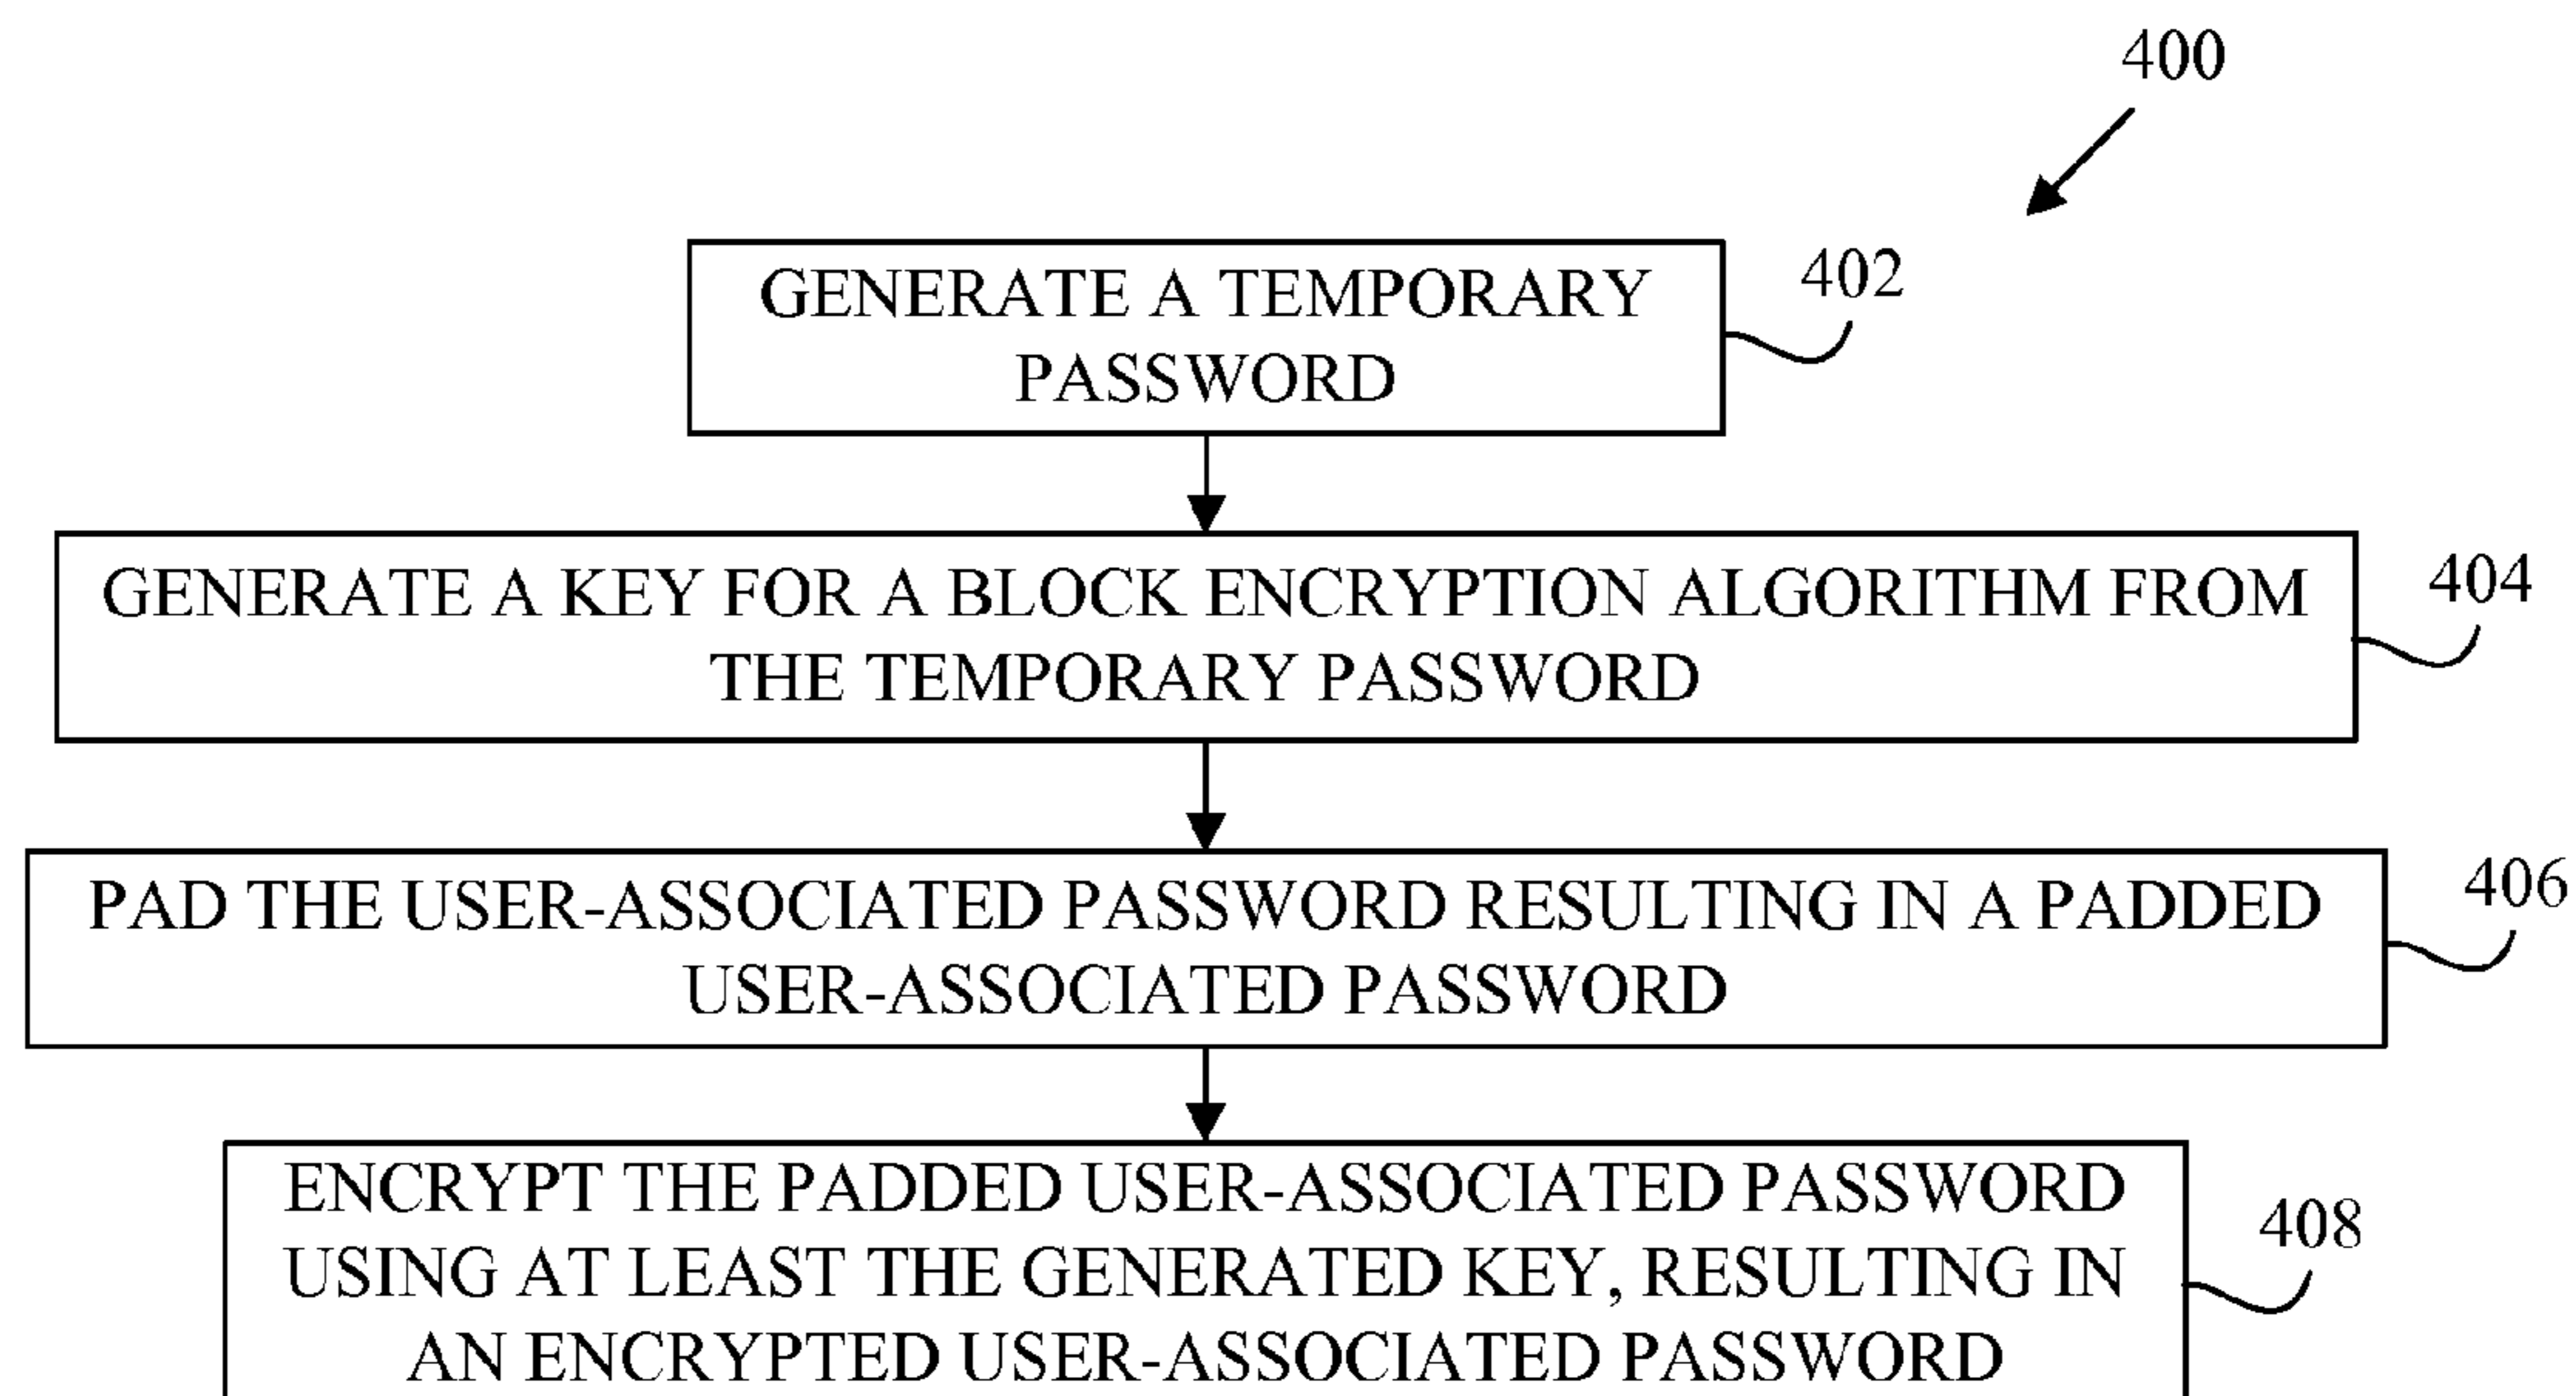 400
GENERATE A TEMPORARY
PASSWORD
402
GENERATE A KEY FOR A BLOCK ENCRYPTION ALGORITHM FROM
THE TEMPORARY PASSWORD
404
PAD THE USER-ASSOCIATED PASSWORD RESULTING IN A PADDED
USER-ASSOCIATED PASSWORD
406
ENCRYPT THE PADDED USER-ASSOCIATED PASSWORD
USING AT LEAST THE GENERATED KEY, RESULTING IN
AN ENCRYPTED USER-ASSOCIATED PASSWORD
408